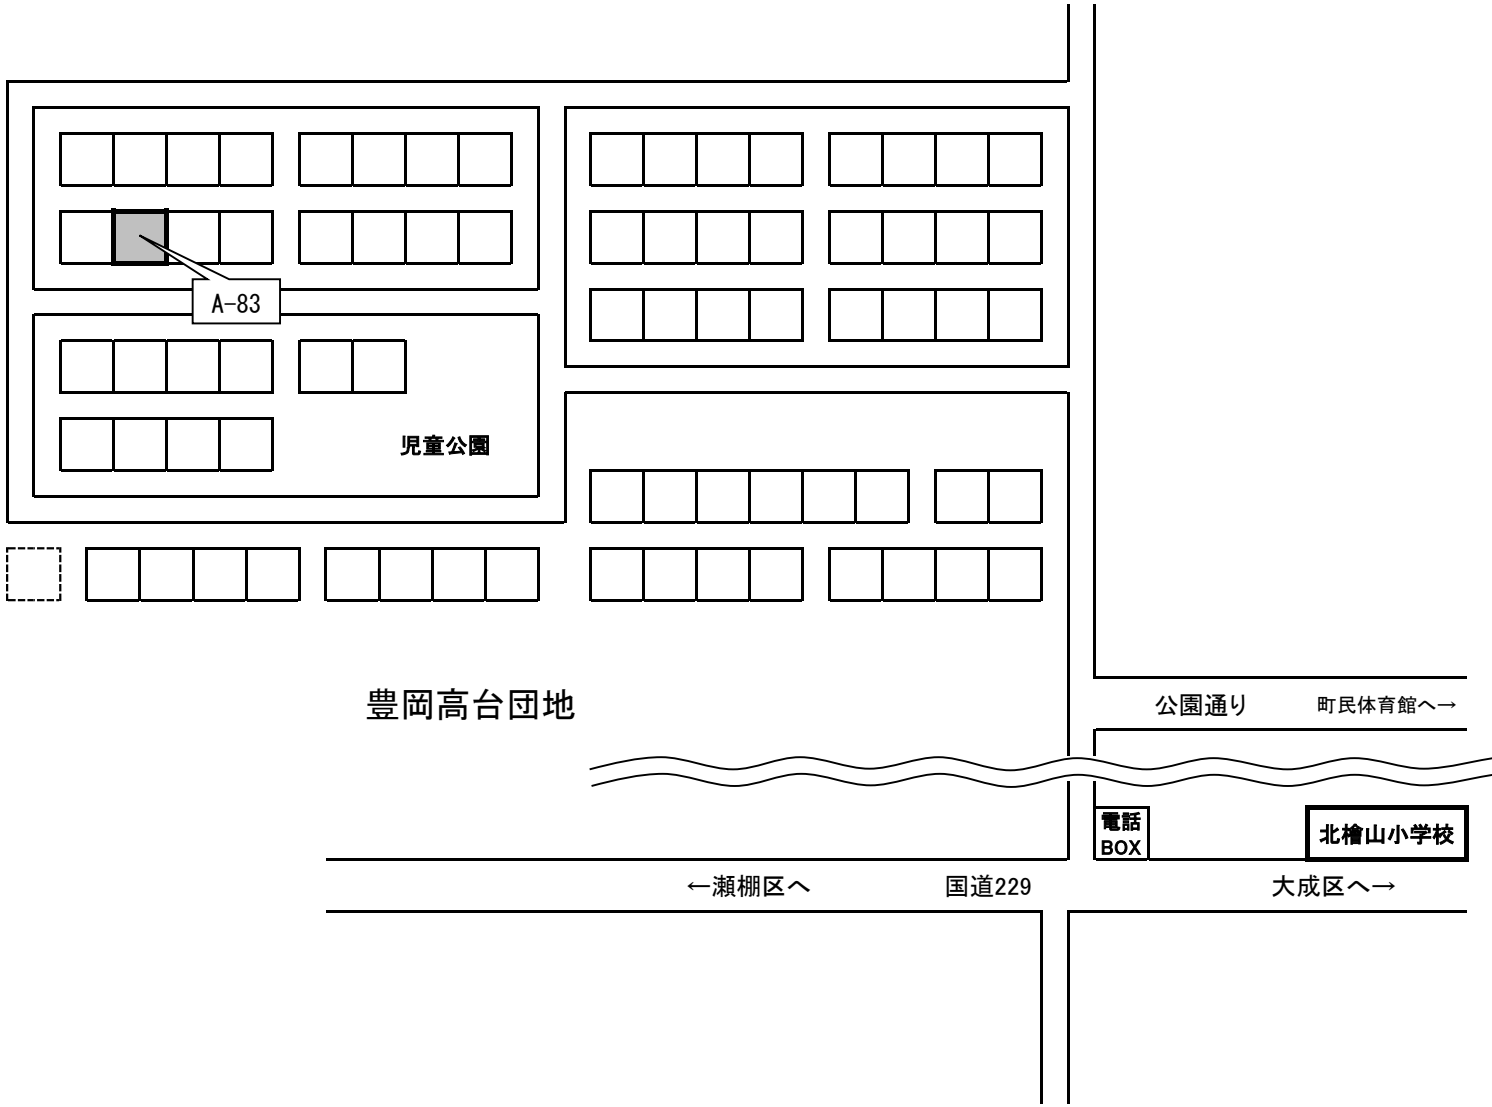 A-83
児童公園
豊岡高台団地
公園通り
町民体育館へ→
電話
BOX
北檜山小学校
←瀬棚区へ
国道229
大成区へ→